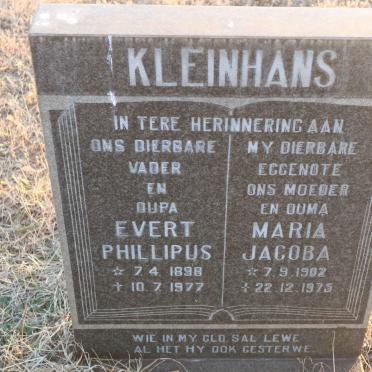 KLEINHANS
IN TERE HERINNERING AAN
ONS DIERBARE
VADER
EN
OUPA
EVERT
PHILLIPUS
☆ 7.4.1898
✝ 10.7.1977
MY DIERBARE
EGGENOTE
ONS MOEDER
EN OUMA
MARIA
JACOBA
☆ 7.9.1902
✝ 22.12.1975
WIE IN MY GLO, SAL LEWE
AL HET HY OOK GESTERWE